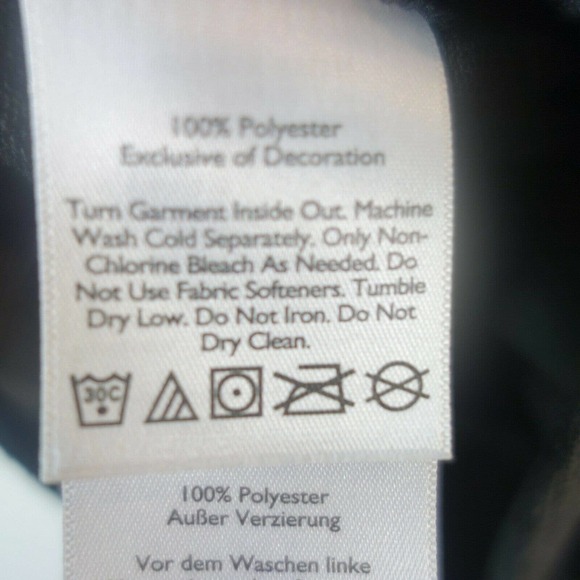 100% Polyester
Exclusive of Decoration
Turn Garment Inside Out. Machine
Wash Cold Separately. Only Non-
Chlorine Bleach As Needed. Do
Not Use Fabric Softeners. Tumble
Dry Low. Do Not Iron. Do Not
Dry Clean.
30C
100% Polyester
Außer Verzierung
Vor dem Waschen linke